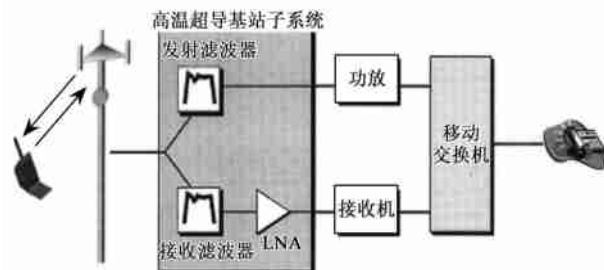 高温超导基站子系统
发射滤波器
功放
移动
交换机
接收机
接收滤波器
LNA